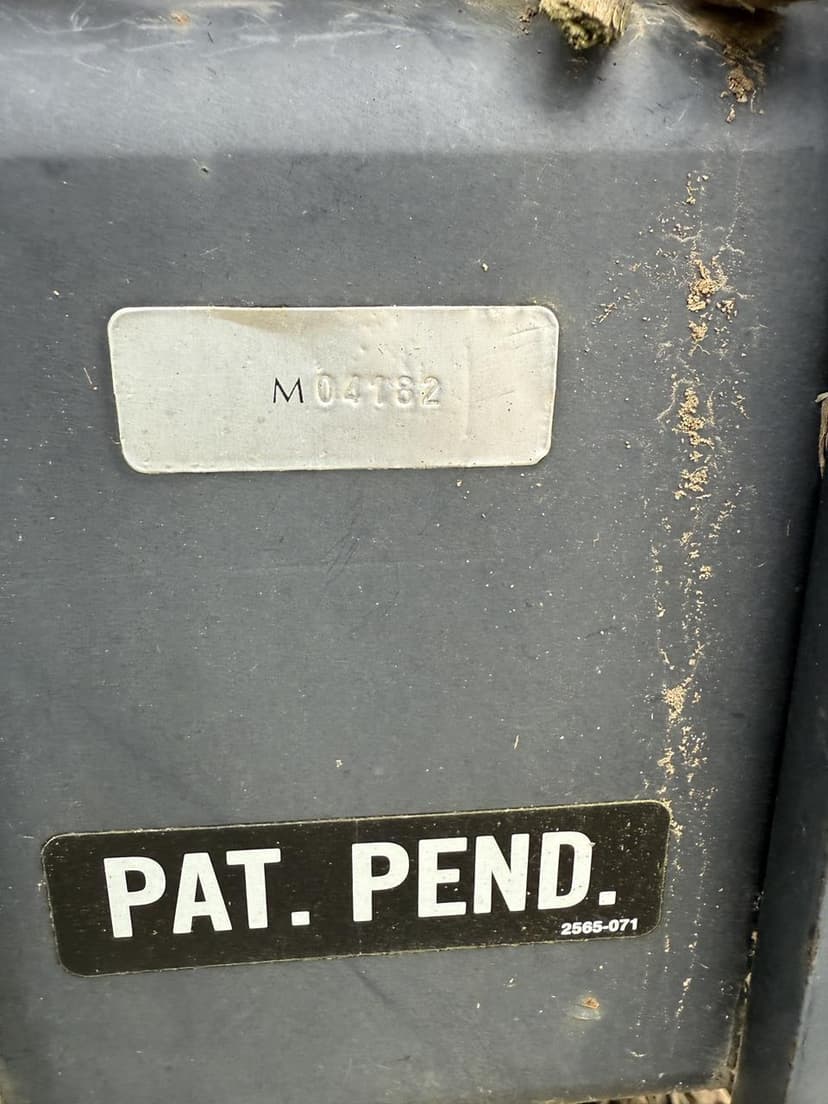 M04182
PAT. PEND.
2565-071